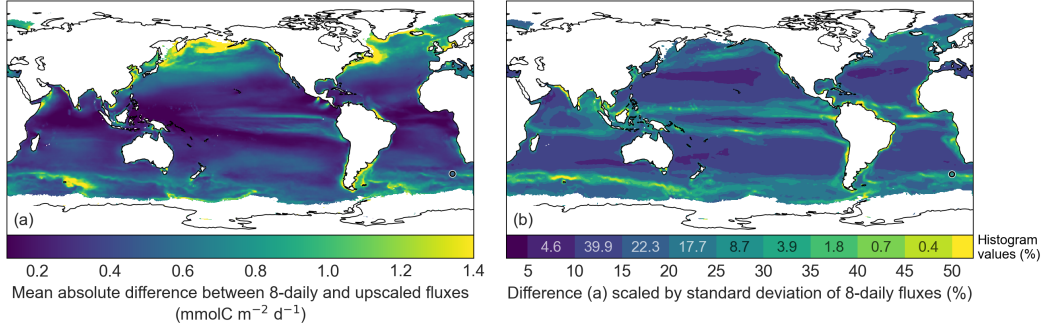 (a)
0.2 0.4 0.6 0.8 1.0 1.2 1.4
Mean absolute difference between 8-daily and upscaled fluxes
(mmolC m⁻² d⁻¹)
(b)
4.6 39.9 22.3 17.7 8.7 3.9 1.8 0.7 0.4
Histogram
values (%)
5 10 15 20 25 30 35 40 45 50
Difference (a) scaled by standard deviation of 8-daily fluxes (%)